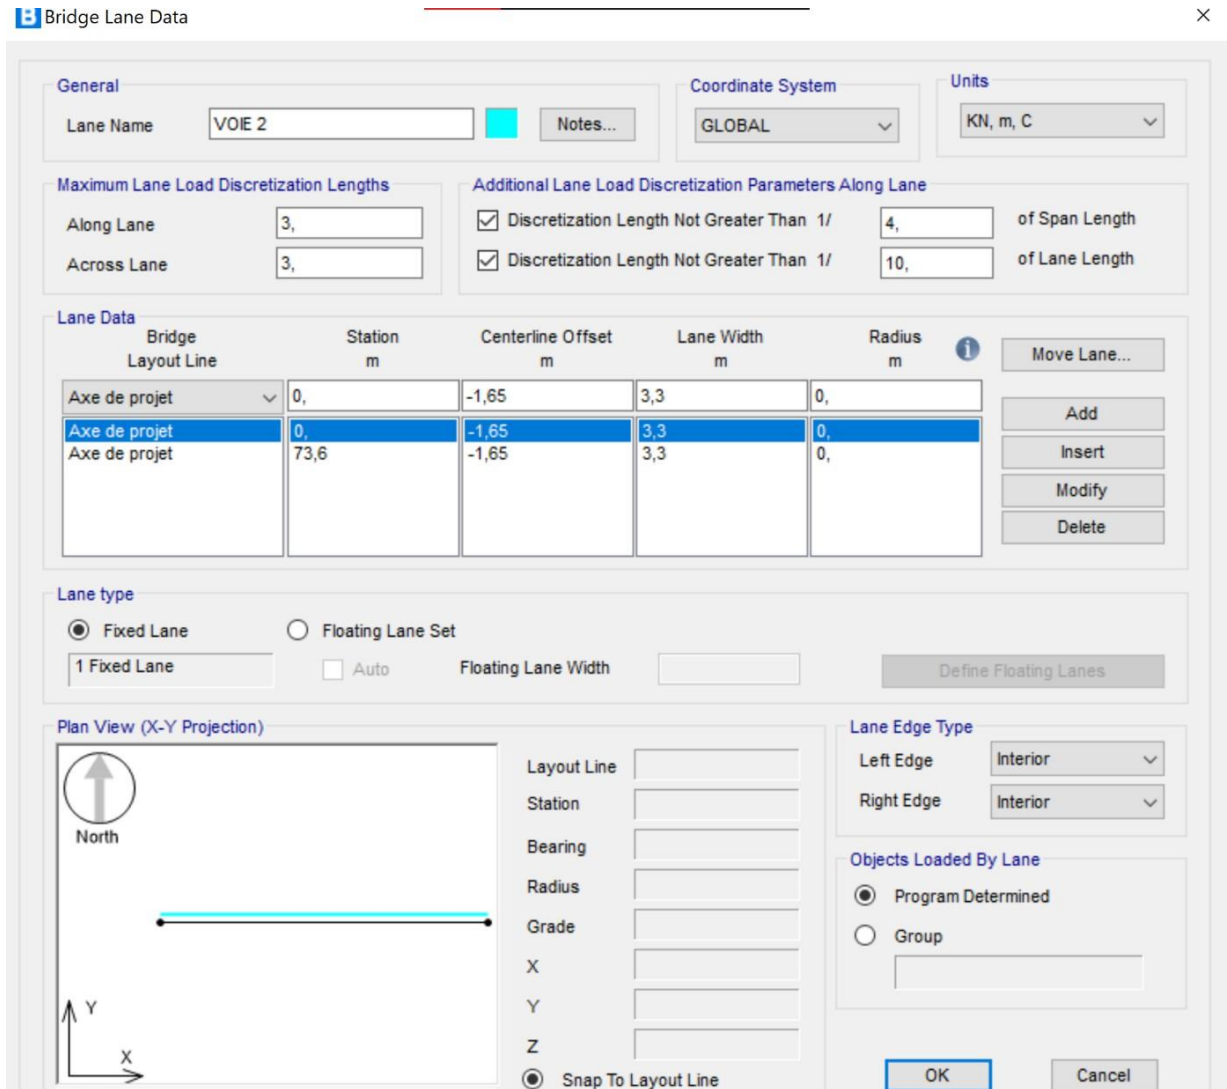 B Bridge Lane Data
General
Lane Name VOIE 2 Notes...
Coordinate System
GLOBAL
Units
KN, m, C
Maximum Lane Load Discretization Lengths
Along Lane 3,
Across Lane 3,
Additional Lane Load Discretization Parameters Along Lane
Discretization Length Not Greater Than 1/ 4, of Span Length
Discretization Length Not Greater Than 1/ 10, of Lane Length
Lane Data
Bridge Station Centerline Offset Lane Width Radius
Layout Line m m m m
i Move Lane...
Axe de projet 0, -1,65 3,3 0,
Axe de projet 0, -1,65 3,3 0,
Axe de projet 73,6 -1,65 3,3 0,
Add
Insert
Modify
Delete
Lane type
Fixed Lane Floating Lane Set
1 Fixed Lane Auto Floating Lane Width Define Floating Lanes
Plan View (X-Y Projection)
North
Y
X
Layout Line
Station
Bearing
Radius
Grade
X
Y
Z
Snap To Layout Line
Lane Edge Type
Left Edge Interior
Right Edge Interior
Objects Loaded By Lane
Program Determined
Group
OK Cancel